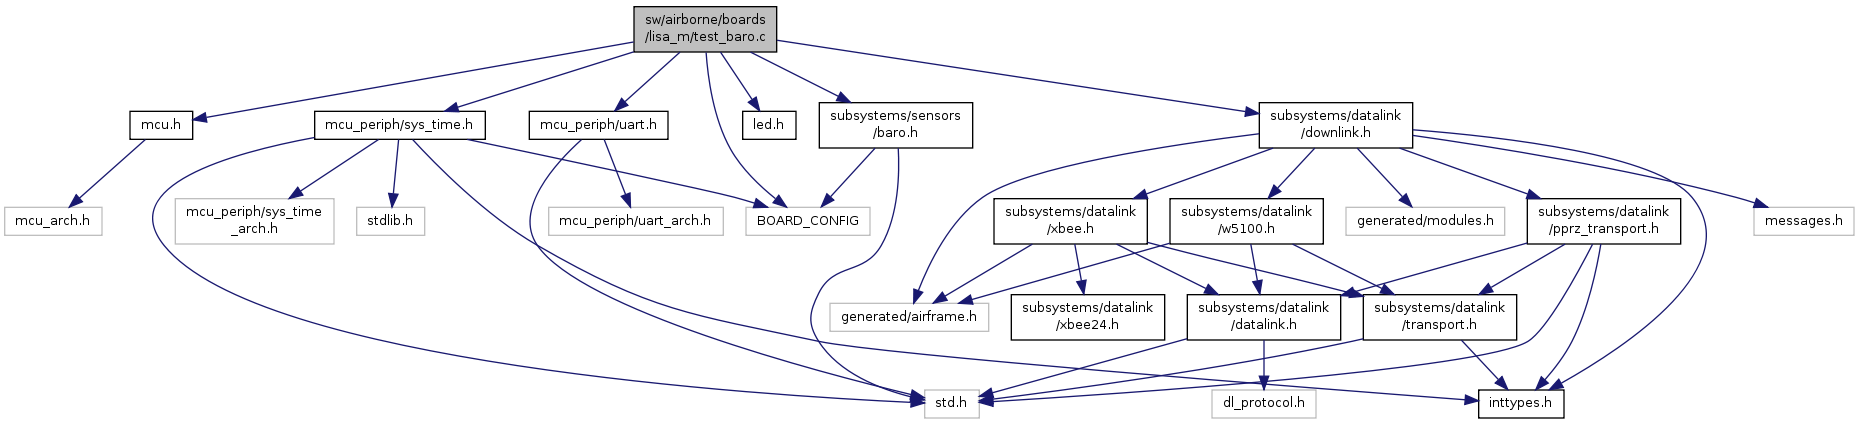 sw/airborne/boards
/lisa_m/test_baro.c
mcu.h
mcu_periph/sys_time.h
mcu_periph/uart.h
led.h
subsystems/sensors
/baro.h
subsystems/datalink
/downlink.h
mcu_arch.h
mcu_periph/sys_time
_arch.h
stdlib.h
mcu_periph/uart_arch.h
BOARD_CONFIG
subsystems/datalink
/xbee.h
subsystems/datalink
/w5100.h
generated/modules.h
subsystems/datalink
/pprz_transport.h
messages.h
generated/airframe.h
subsystems/datalink
/xbee24.h
subsystems/datalink
/datalink.h
subsystems/datalink
/transport.h
std.h
dl_protocol.h
inttypes.h